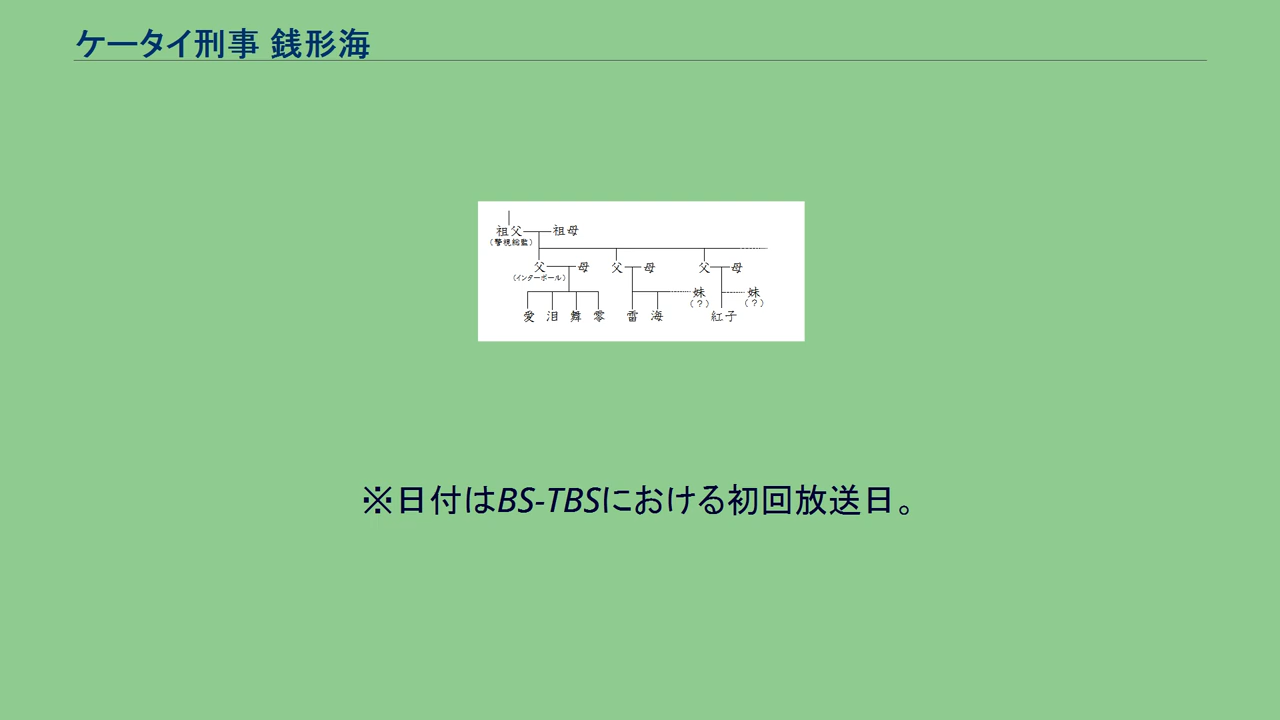 ケータイ刑事 銭形海
祖父 祖母
(警視総監)
父 母 父 母 父 母
(インターポール)
妹 妹
(?) (?)
愛 泪 舞 零 雷 海 紅子
※日付はBS-TBSにおける初回放送日。